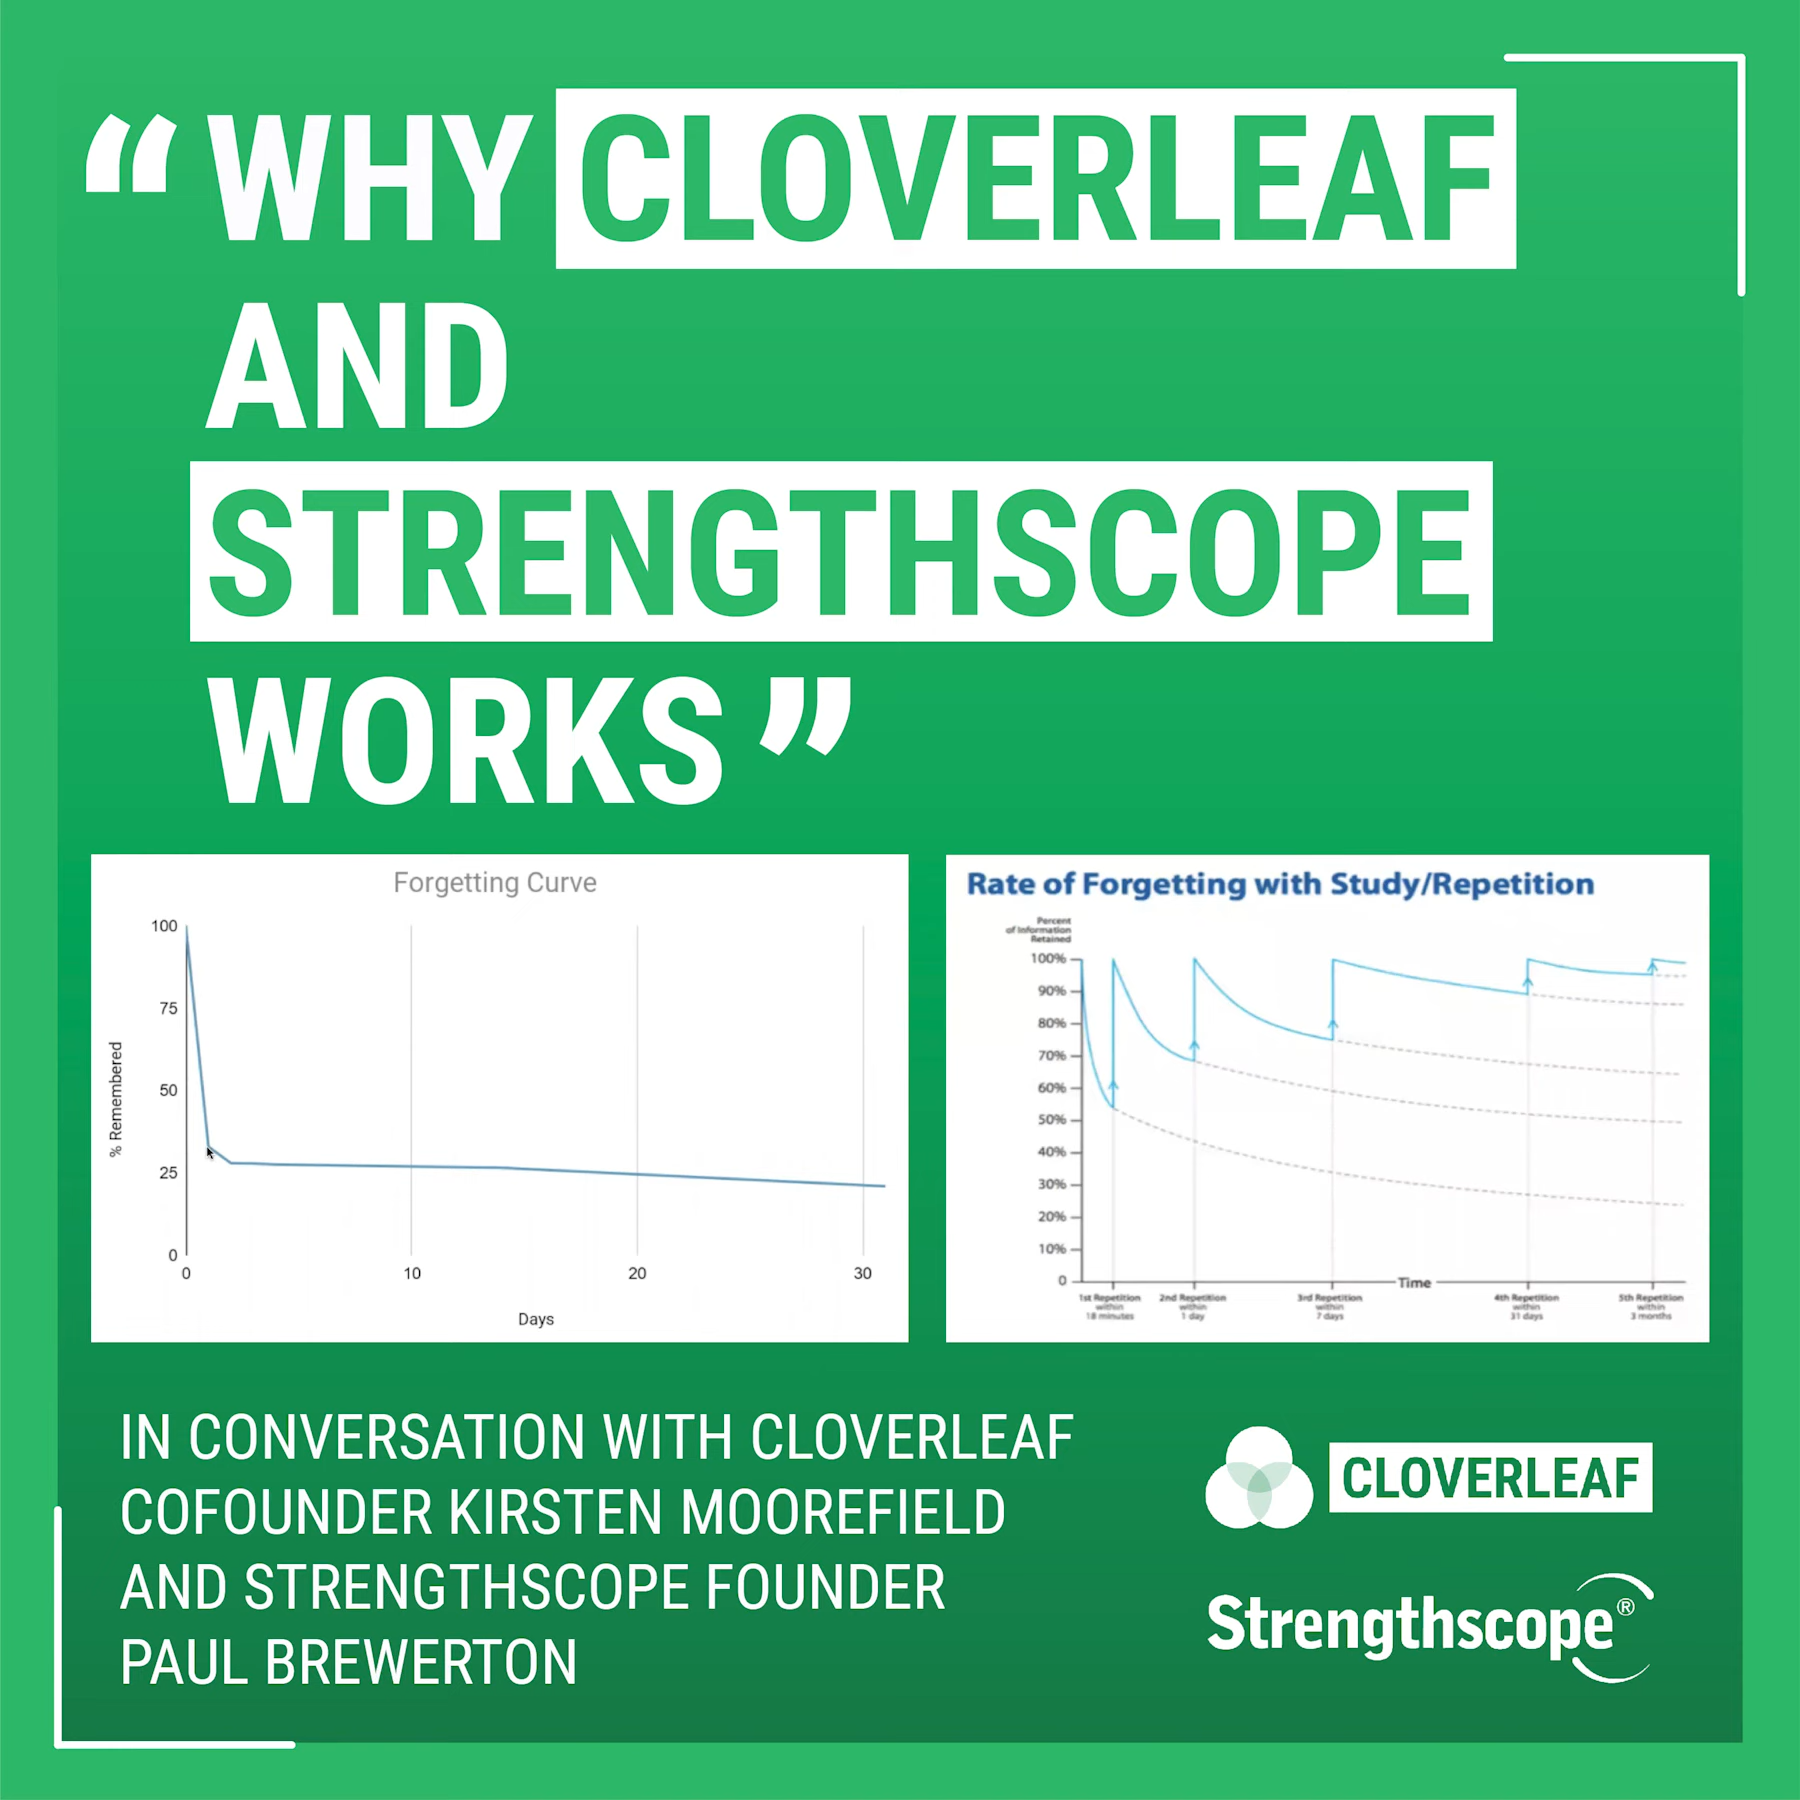 “WHY CLOVERLEAF
AND
STRENGTHSCOPE
WORKS”
Forgetting Curve
100
75
50
25
0
% Remembered
0 10 20 30
Days
Rate of Forgetting with Study/Repetition
Percent
of Information
Retained
100%
90%
80%
70%
60%
50%
40%
30%
20%
10%
0
Time
1st Repetition
within
18 minutes
2nd Repetition
within
1 day
3rd Repetition
within
7 days
4th Repetition
within
31 days
5th Repetition
within
3 months
IN CONVERSATION WITH CLOVERLEAF
COFOUNDER KIRSTEN MOOREFIELD
AND STRENGTHSCOPE FOUNDER
PAUL BREWERTON
CLOVERLEAF
Strengthscope®